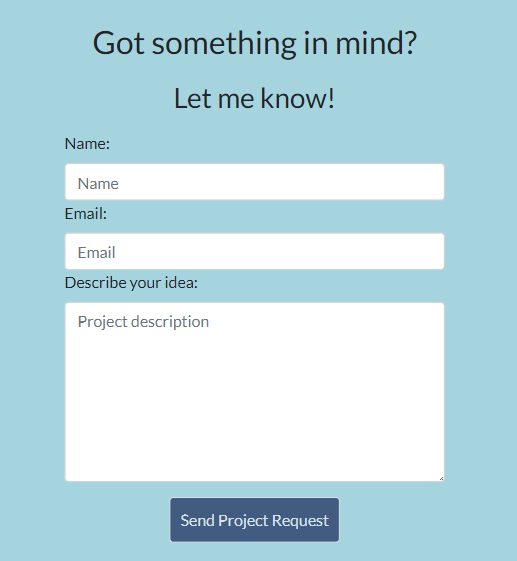 Got something in mind?
Let me know!
Name:
Name
Email:
Email
Describe your idea:
Project description
Send Project Request